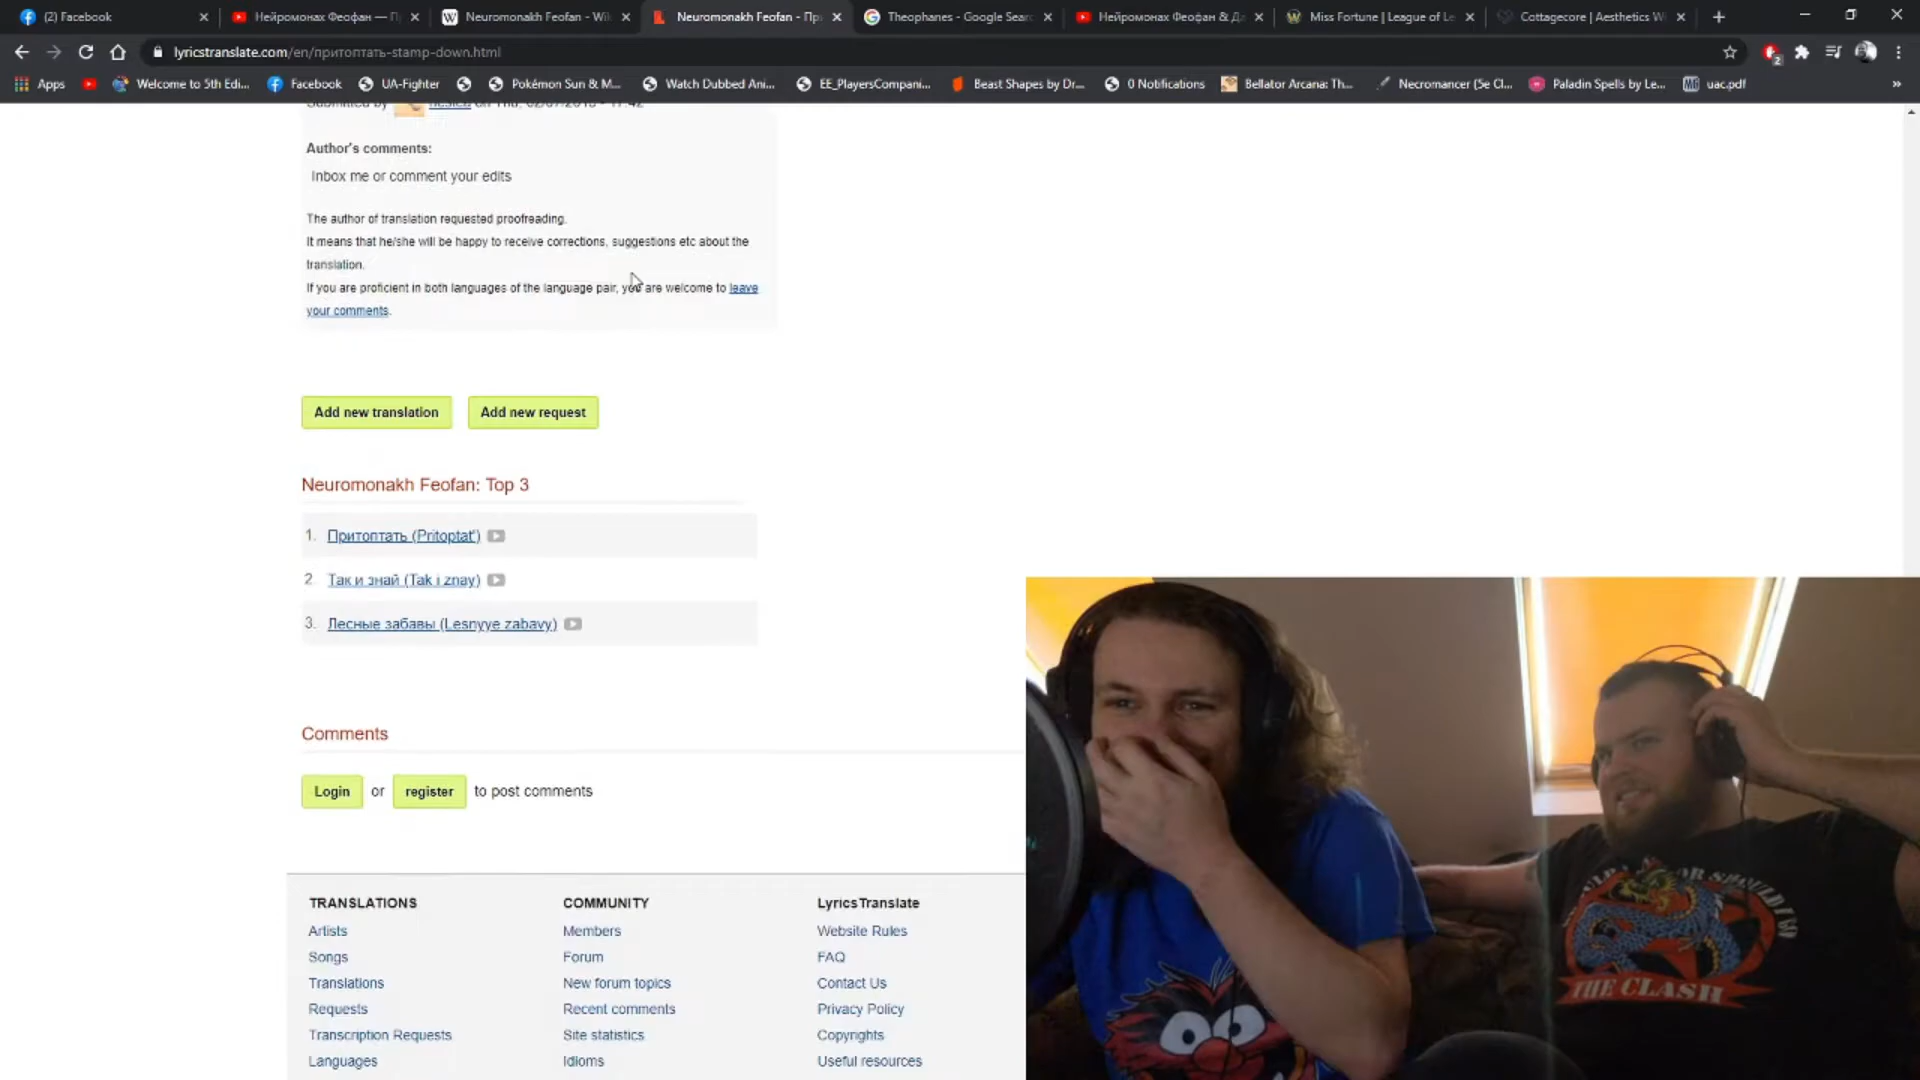 (2) Facebook
Нейромонах Феофан — П
Neuromonakh Feofan - Wi
Neuromonakh Feofan - Пр
Theophanes - Google Sear
Нейромонах Феофан & Д
Miss Fortune | League of Le
Cottagecore | Aesthetics W
lyricstranslate.com/en/притоптать-stamp-down.html
2
Apps
Welcome to 5th Edi...
Facebook
UA-Fighter
Pokémon Sun & M...
Watch Dubbed Ani...
EE_PlayersCompani...
Beast Shapes by Dr...
0 Notifications
Bellator Arcana: Th...
Necromancer (5e Cl...
Paladin Spells by Le...
uac.pdf
Submitted by
Author's comments:
Inbox me or comment your edits
The author of translation requested proofreading.
It means that he/she will be happy to receive corrections, suggestions etc about the
translation.
If you are proficient in both languages of the language pair, you are welcome to leave
your comments.
Add new translation Add new request
Neuromonakh Feofan: Top 3
1. Притоптать (Pritoptat')
2. Так и знай (Tak i znay)
3. Лесные забавы (Lesnyye zabavy)
Comments
Login or register to post comments
TRANSLATIONS COMMUNITY LyricsTranslate
Artists Members Website Rules
Songs Forum FAQ
Translations New forum topics Contact Us
Requests Recent comments Privacy Policy
Transcription Requests Site statistics Copyrights
Languages Idioms Useful resources
THE CLASH